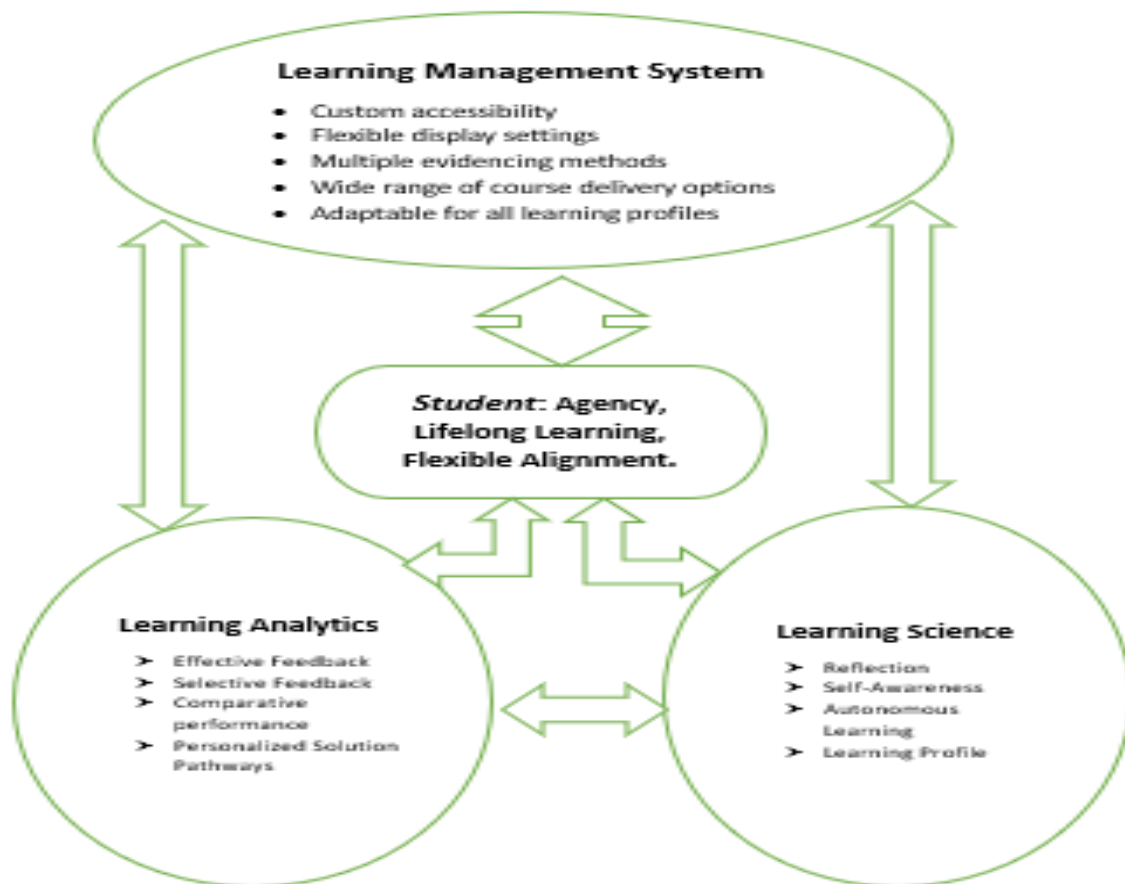 Learning Management System
• Custom accessibility
• Flexible display settings
• Multiple evidencing methods
• Wide range of course delivery options
• Adaptable for all learning profiles
Student: Agency,
Lifelong Learning,
Flexible Alignment.
Learning Analytics
➤ Effective Feedback
➤ Selective Feedback
➤ Comparative
performance
➤ Personalized Solution
Pathways
Learning Science
➤ Reflection
➤ Self-Awareness
➤ Autonomous
Learning
➤ Learning Profile